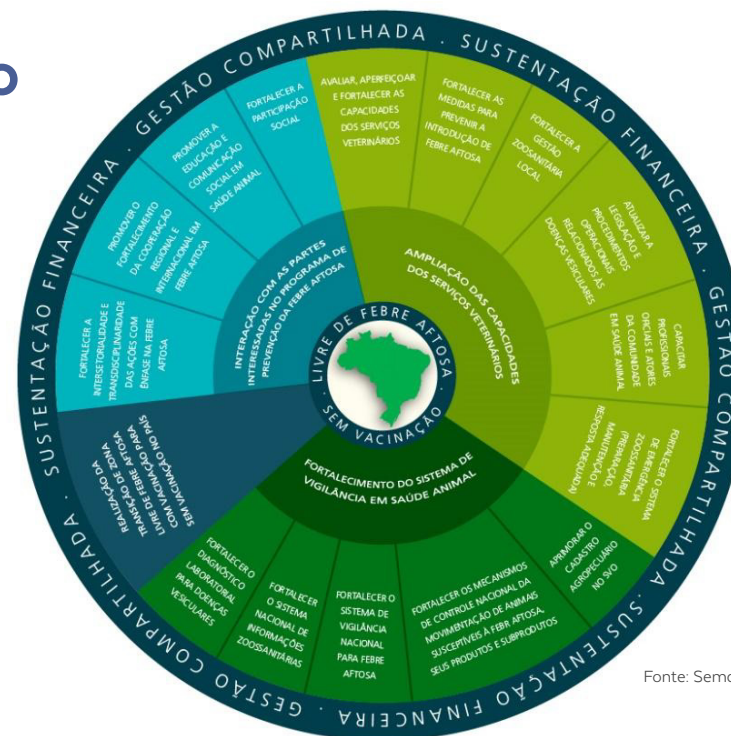 o
GESTÃO COMPARTILHADA . SUSTENTAÇÃO FINANCEIRA . GESTÃO COMPARTILHADA . SUSTENTAÇÃO FINANCEIRA . GESTÃO COMPARTILHADA . SUSTENTAÇÃO FINANCEIRA .
AVALIAR, APERFEIÇOAR
E FORTALECER AS
CAPACIDADES
DOS SERVIÇOS
VETERINÁRIOS
FORTALECER AS
MEDIDAS PARA
PREVENIR A
INTRODUÇÃO DE
FEBRE AFTOSA
FORTALECER A
GESTÃO
ZOOSANITÁRIA
LOCAL
ATUALIZAR A
LEGISLAÇÃO E
PROCEDIMENTOS
OPERACIONAIS
RELACIONADOS ÀS
DOENÇAS VESICULARES
CAPACITAR
PROFISSIONAIS
OFICIAIS E ATORES
DA COMUNIDADE
EM SAÚDE ANIMAL
FORTALECER O SISTEMA
DE EMERGÊNCIA
ZOOSSANITÁRIA
(PREPARAÇÃO,
MANUTENÇÃO E
RESPOSTA ADEQUADA)
AMPLIAÇÃO DAS CAPACIDADES
DOS SERVIÇOS VETERINÁRIOS
APRIMORAR O
CADASTRO
AGROPECUÁRIO
NO SVO
FORTALECER OS MECANISMOS
DE CONTROLE NACIONAL DA
MOVIMENTAÇÃO DE ANIMAIS
SUSCEPTÍVEIS À FEBR AFTOSA,
SEUS PRODUTOS E SUBPRODUTOS
FORTALECER O
SISTEMA DE
VIGILÂNCIA
NACIONAL
PARA FEBRE
AFTOSA
FORTALECER
O SISTEMA
NACIONAL DE
INFORMAÇÕES
ZOOSSANITÁRIAS
FORTALECER O
DIAGNÓSTICO
LABORATORIAL
PARA DOENÇAS
VESICULARES
FORTALECIMENTO DO SISTEMA DE
VIGILÂNCIA EM SAÚDE ANIMAL
REALIZAÇÃO DA
TRANSIÇÃO DE ZONA
LIVRE DE FEBRE AFTOSA
COM VACINAÇÃO PARA
SEM VACINAÇÃO NO PAÍS
FORTALECER A
INTERSETORIALIDADE E
TRANSDISCIPLINARIDADE
DAS AÇÕES COM
ÊNFASE NA FEBRE
AFTOSA
PROMOVER O
FORTALECIMENTO
DA COOPERAÇÃO
REGIONAL E
INTERNACIONAL EM
FEBRE AFTOSA
PROMOVER A
EDUCAÇÃO E
COMUNICAÇÃO
SOCIAL EM
SAÚDE ANIMAL
FORTALECER A
PARTICIPAÇÃO
SOCIAL
INTERAÇÃO COM AS PARTES
INTERESSADAS NO PROGRAMA DE
PREVENÇÃO DA FEBRE AFTOSA
LIVRE DE FEBRE AFTOSA .
SEM VACINAÇÃO .
Fonte: